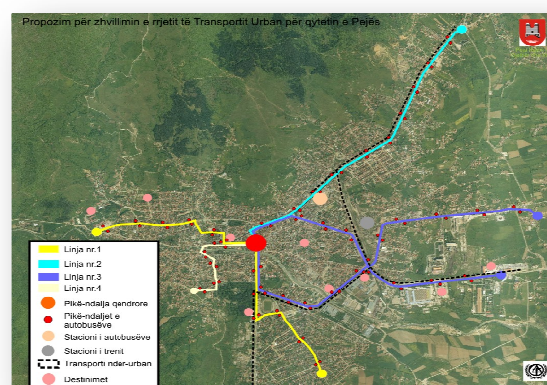 Propozim për zhvillimin e rrjetit të Transportit Urban për qytetin e Pejës
Linja nr.1
Linja nr.2
Linja nr.3
Linja nr.4
Pikë-ndalja qendrore
Pikë-ndaljet e
autobusëve
Stacioni i autobusëve
Stacioni i trenit
Transporti nder-urban
Destinimet